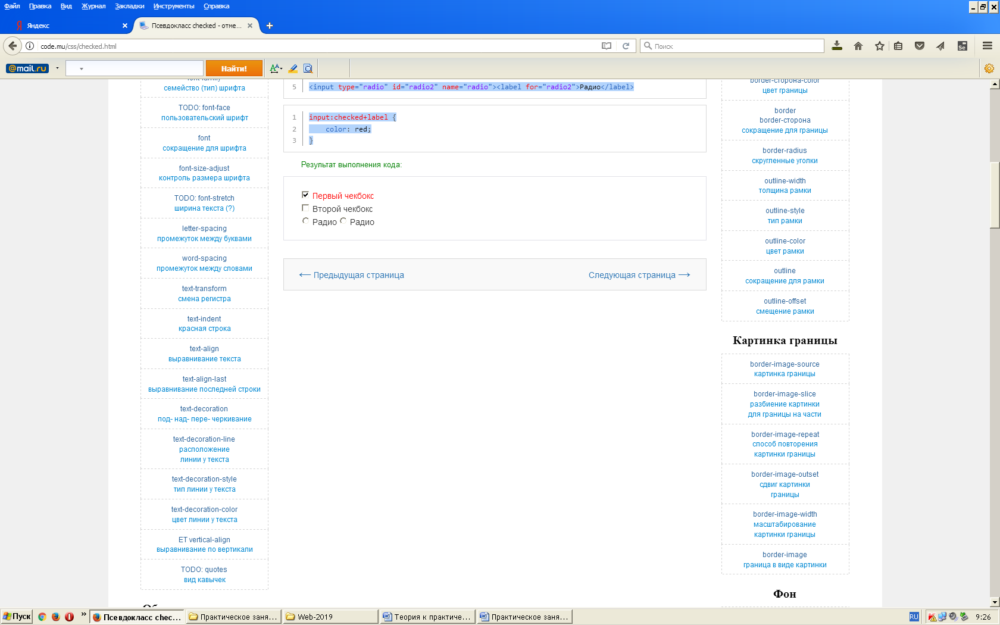 Файл Правка Вид Журнал Закладки Инструменты Справка
Яндекс
Псевдокласс checked - отме...
code.mu/css/checked.html
Поиск
@mail.ru
Найти!
font-family
семейство (тип) шрифта
TODO: font-face
пользовательский шрифт
font
сокращение для шрифта
font-size-adjust
контроль размера шрифта
TODO: font-stretch
ширина текста (?)
letter-spacing
промежуток между буквами
word-spacing
промежуток между словами
text-transform
смена регистра
text-indent
красная строка
text-align
выравнивание текста
text-align-last
выравнивание последней строки
text-decoration
под- над- пере- черкивание
text-decoration-line
расположение
линии у текста
text-decoration-style
тип линии у текста
text-decoration-color
цвет линии у текста
ET vertical-align
выравнивание по вертикали
TODO: quotes
вид кавычек
5 <input type="radio" id="radio2" name="radio"><label for="radio2">Радио</label>
1 input:checked+label {
2 color: red;
3 }
Результат выполнения кода:
Первый чекбокс
Второй чекбокс
Радио Радио
← Предыдущая страница
Следующая страница →
border-сторона-color
цвет границы
border
border-сторона
сокращение для границы
border-radius
скругленные уголки
outline-width
толщина рамки
outline-style
тип рамки
outline-color
цвет рамки
outline
сокращение для рамки
outline-offset
смещение рамки
Картинка границы
border-image-source
картинка границы
border-image-slice
разбиение картинки
для границы на части
border-image-repeat
способ повторения
картинки границы
border-image-outset
сдвиг картинки
границы
border-image-width
масштабирование
картинки границы
border-image
граница в виде картинки
Фон
Пуск
Псевдокласс chec...
Практическое заня...
Web-2019
Теория к практиче...
Практическое заня...
RU
9:26